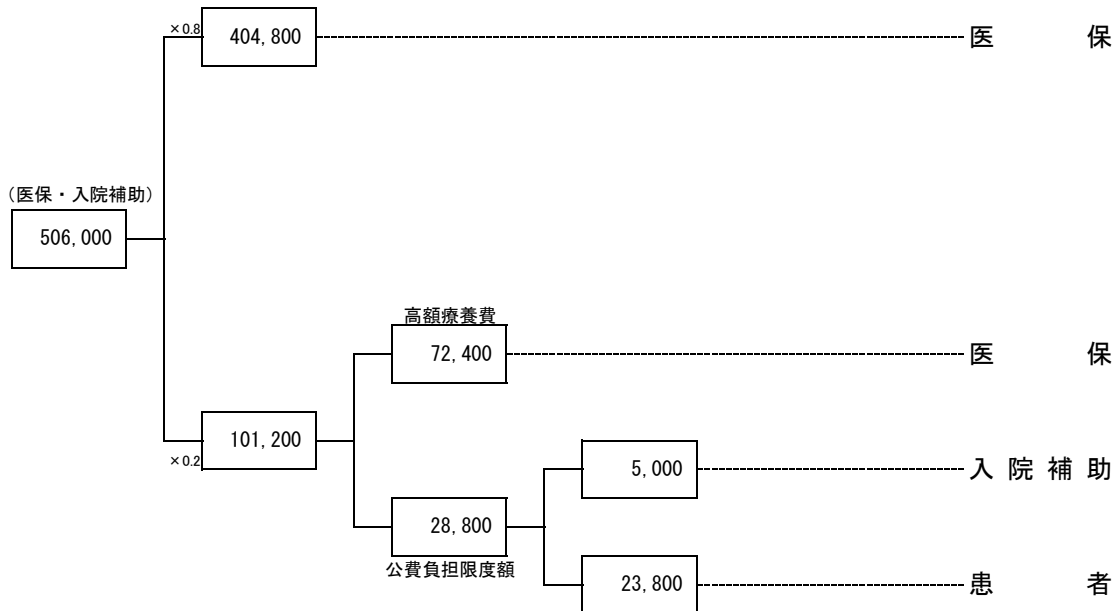 ×0.8
404,800
医保
(医保・入院補助)
506,000
高額療養費
72,400
医保
101,200
×0.2
5,000
入院補助
28,800
公費負担限度額
23,800
患者